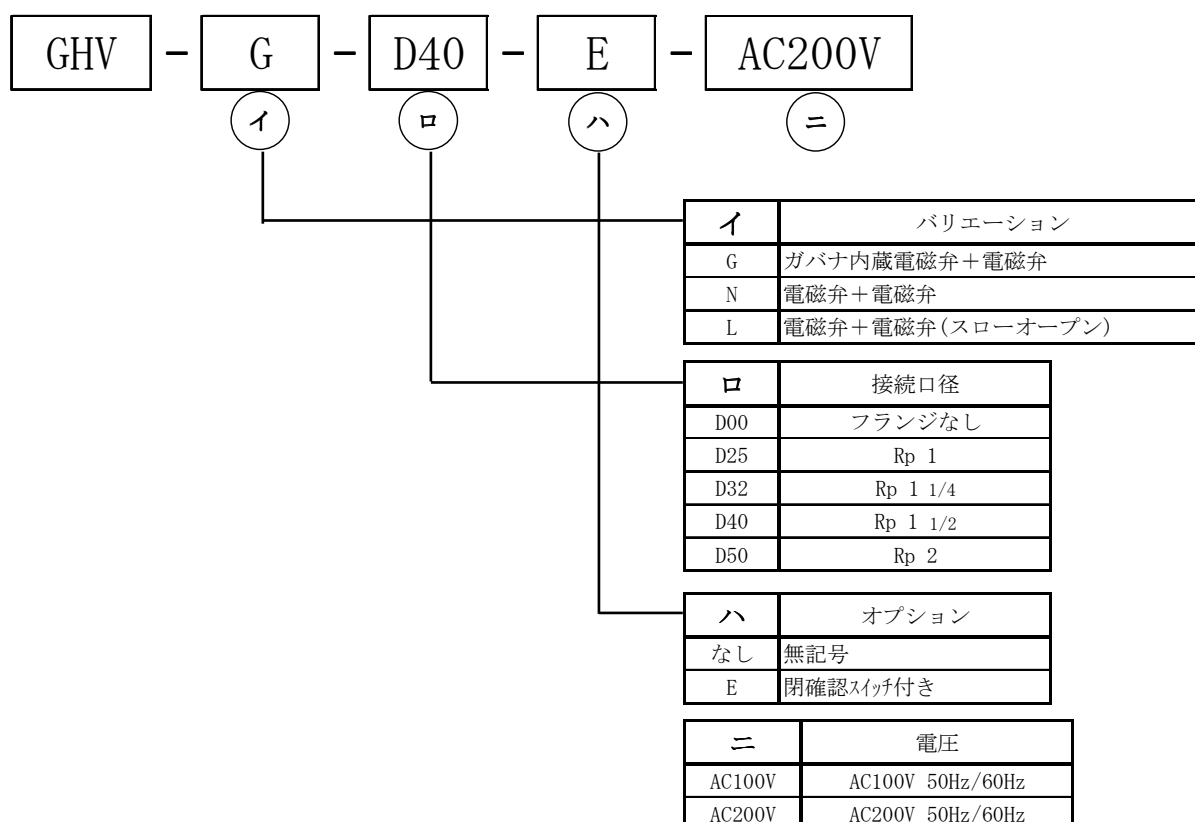 GHV - G - D40 - E - AC200V
イ ロ ハ ニ
イ バリエーション
G ガバナ内蔵電磁弁＋電磁弁
N 電磁弁＋電磁弁
L 電磁弁＋電磁弁(スローオープン)
ロ 接続口径
D00 フランジなし
D25 Rp 1
D32 Rp 1 1/4
D40 Rp 1 1/2
D50 Rp 2
ハ オプション
なし 無記号
E 閉確認ｽｲｯﾁ付き
ニ 電圧
AC100V AC100V 50Hz/60Hz
AC200V AC200V 50Hz/60Hz